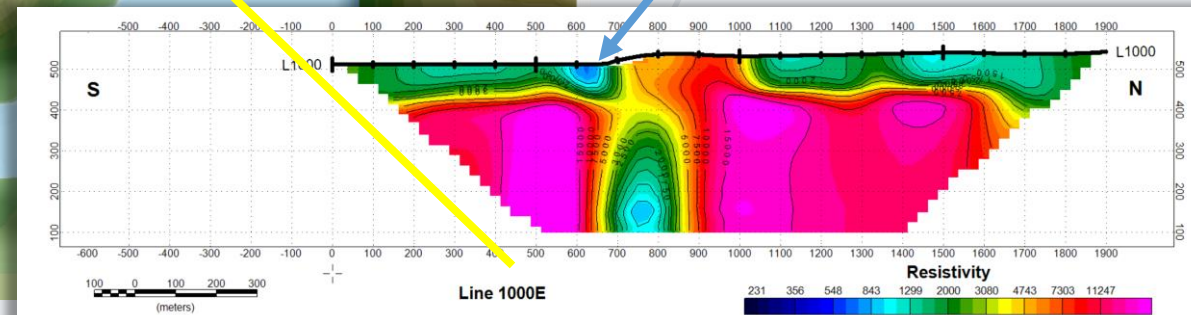 -500 -400 -300 -200 -100 0 100 200 300 400 500 600 700 800 900 1000 1100 1200 1300 1400 1500 1600 1700 1800 1900
L1000 L1000
S N
500 400 300 200 100
500 400 300 200 100
-600 -500 -400 -300 -200 -100 0 100 200 300 400 500 600 700 800 900 1000 1100 1200 1300 1400 1500 1600 1700 1800 1900
100 0 100 200 300
(meters)
Line 1000E
Resistivity
231 356 548 843 1299 2000 3080 4743 7303 11247